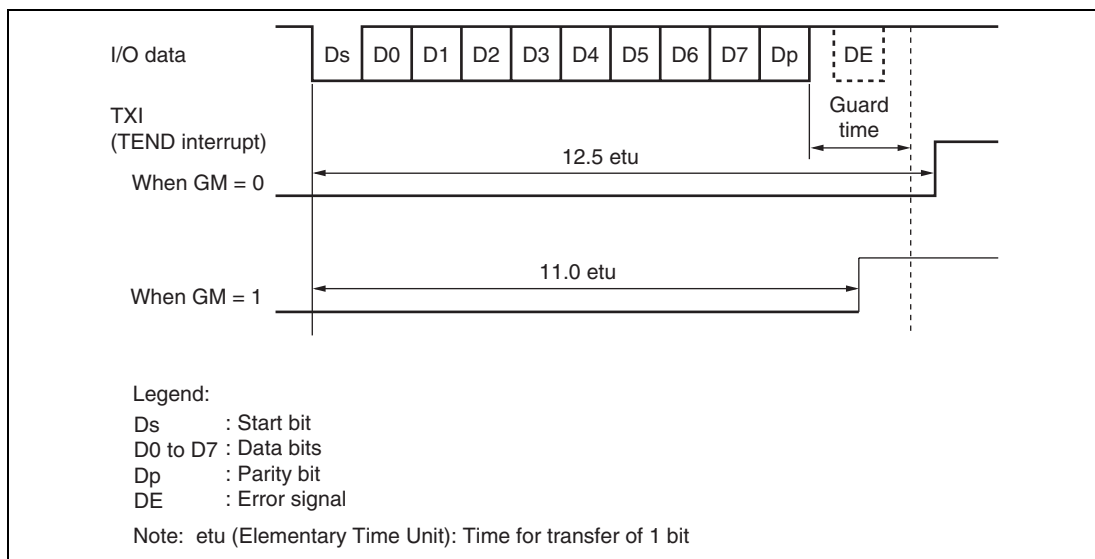 I/O data
Ds D0 D1 D2 D3 D4 D5 D6 D7 Dp DE
Guard
time
TXI
(TEND interrupt)
12.5 etu
When GM = 0
11.0 etu
When GM = 1
Legend:
Ds : Start bit
D0 to D7 : Data bits
Dp : Parity bit
DE : Error signal
Note: etu (Elementary Time Unit): Time for transfer of 1 bit